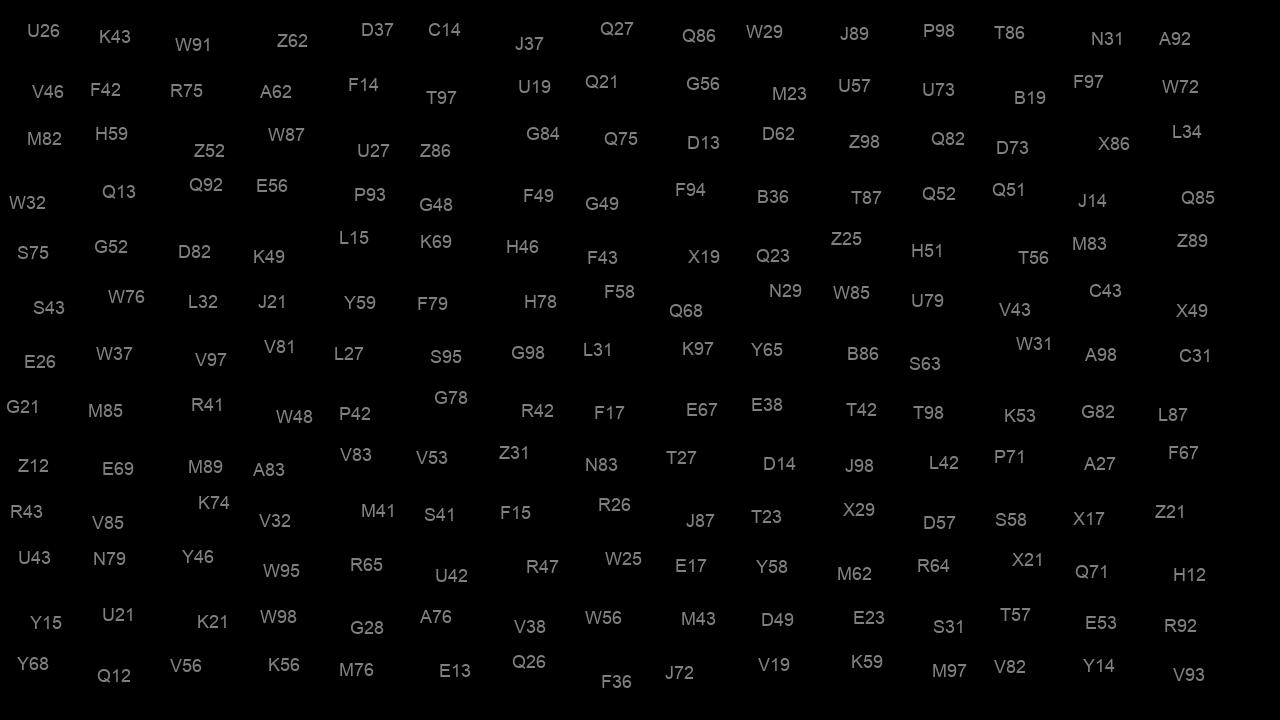 U26 K43 W91 Z62 D37 C14 J37 Q27 Q86 W29 J89 P98 T86 N31 A92
V46 F42 R75 A62 F14 T97 U19 Q21 G56 M23 U57 U73 B19 F97 W72
M82 H59 Z52 W87 U27 Z86 G84 Q75 D13 D62 Z98 Q82 D73 X86 L34
W32 Q13 Q92 E56 P93 G48 F49 G49 F94 B36 T87 Q52 Q51 J14 Q85
S75 G52 D82 K49 L15 K69 H46 F43 X19 Q23 Z25 H51 T56 M83 Z89
S43 W76 L32 J21 Y59 F79 H78 F58 Q68 N29 W85 U79 V43 C43 X49
E26 W37 V97 V81 L27 S95 G98 L31 K97 Y65 B86 S63 W31 A98 C31
G21 M85 R41 W48 P42 G78 R42 F17 E67 E38 T42 T98 K53 G82 L87
Z12 E69 M89 A83 V83 V53 Z31 N83 T27 D14 J98 L42 P71 A27 F67
R43 V85 K74 V32 M41 S41 F15 R26 J87 T23 X29 D57 S58 X17 Z21
U43 N79 Y46 W95 R65 U42 R47 W25 E17 Y58 M62 R64 X21 Q71 H12
Y15 U21 K21 W98 G28 A76 V38 W56 M43 D49 E23 S31 T57 E53 R92
Y68 Q12 V56 K56 M76 E13 Q26 F36 J72 V19 K59 M97 V82 Y14 V93